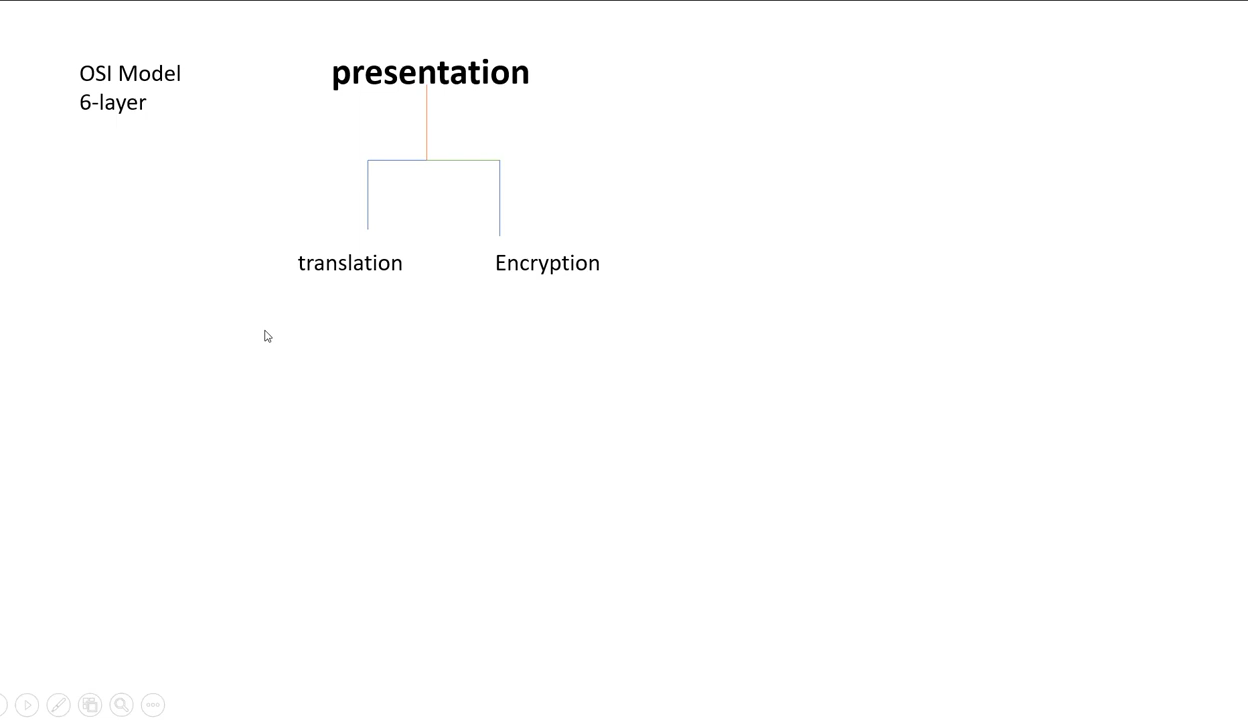 OSI Model
6-layer
presentation
translation
Encryption